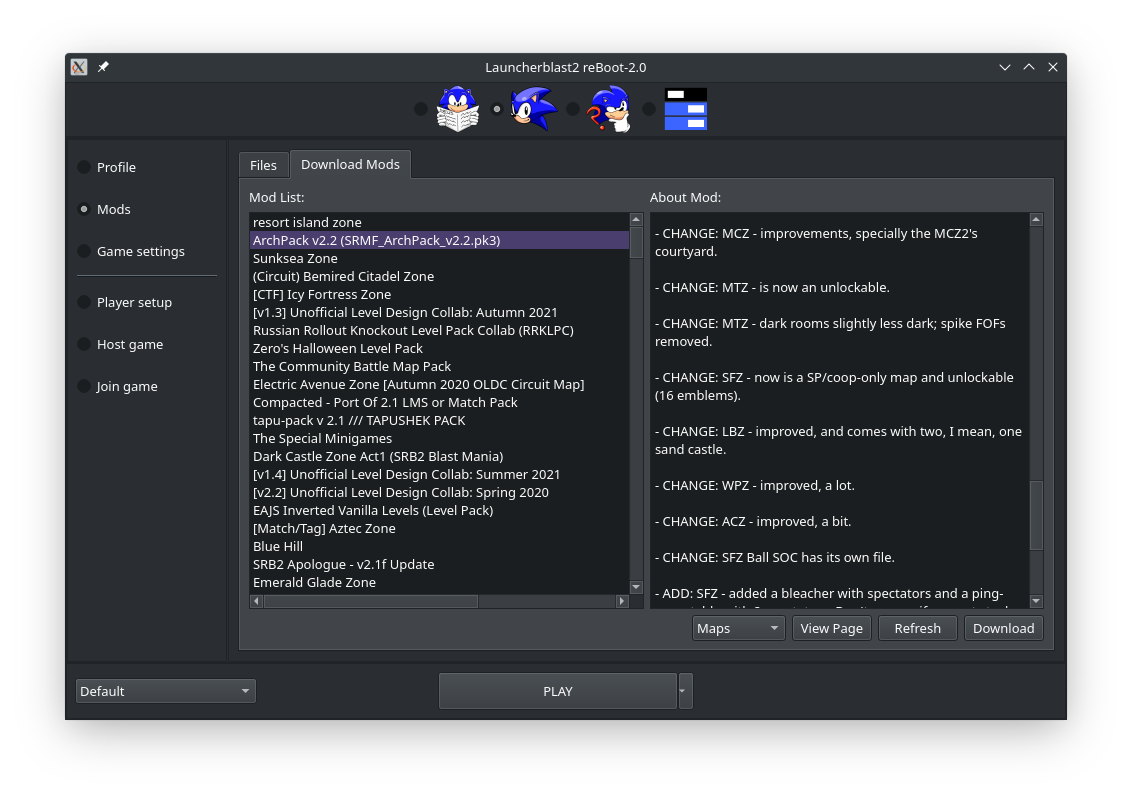 Launcherblast2 reBoot-2.0
Profile
Mods
Game settings
Player setup
Host game
Join game
Files
Download Mods
Mod List:
resort island zone
ArchPack v2.2 (SRMF_ArchPack_v2.2.pk3)
Sunksea Zone
(Circuit) Bemired Citadel Zone
[CTF] Icy Fortress Zone
[v1.3] Unofficial Level Design Collab: Autumn 2021
Russian Rollout Knockout Level Pack Collab (RRKLPC)
Zero's Halloween Level Pack
The Community Battle Map Pack
Electric Avenue Zone [Autumn 2020 OLDC Circuit Map]
Compacted - Port Of 2.1 LMS or Match Pack
tapu-pack v 2.1 /// TAPUSHEK PACK
The Special Minigames
Dark Castle Zone Act1 (SRB2 Blast Mania)
[v1.4] Unofficial Level Design Collab: Summer 2021
[v2.2] Unofficial Level Design Collab: Spring 2020
EAJS Inverted Vanilla Levels (Level Pack)
[Match/Tag] Aztec Zone
Blue Hill
SRB2 Apologue - v2.1f Update
Emerald Glade Zone
About Mod:
- CHANGE: MCZ - improvements, specially the MCZ2's
courtyard.
- CHANGE: MTZ - is now an unlockable.
- CHANGE: MTZ - dark rooms slightly less dark; spike FOFs
removed.
- CHANGE: SFZ - now is a SP/coop-only map and unlockable
(16 emblems).
- CHANGE: LBZ - improved, and comes with two, I mean, one
sand castle.
- CHANGE: WPZ - improved, a lot.
- CHANGE: ACZ - improved, a bit.
- CHANGE: SFZ Ball SOC has its own file.
- ADD: SFZ - added a bleacher with spectators and a ping-
Maps
View Page
Refresh
Download
Default
PLAY